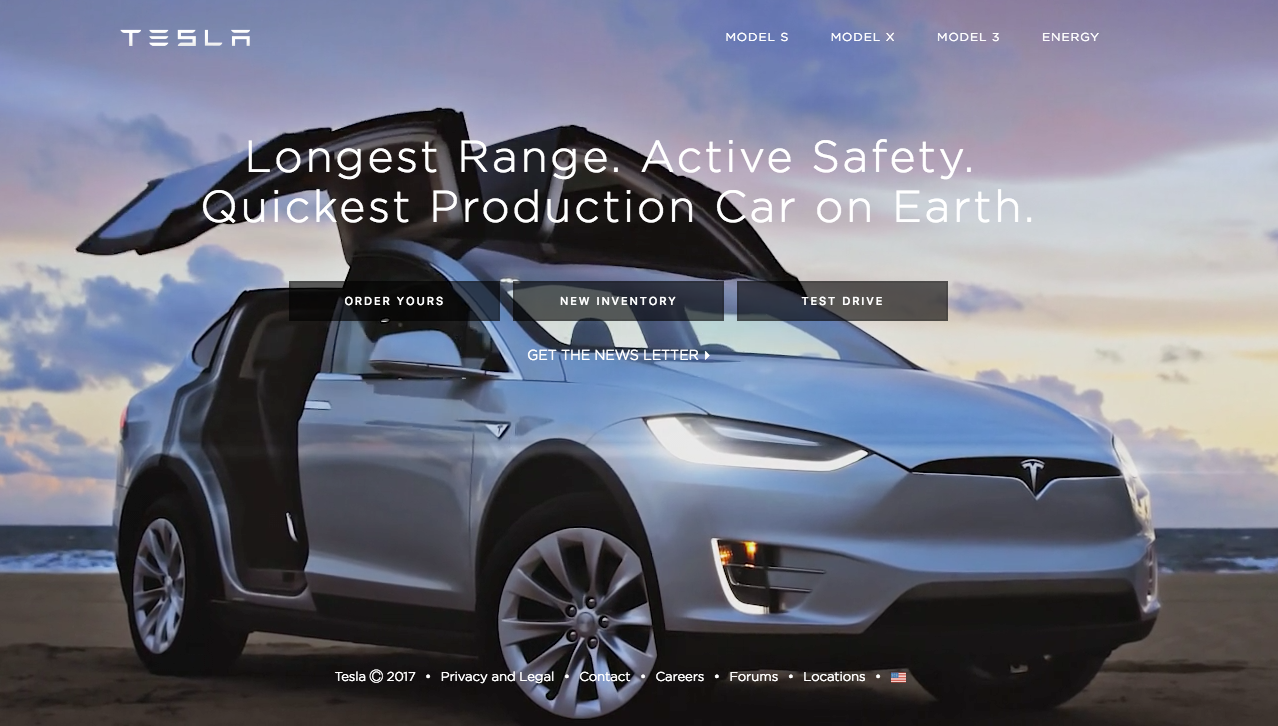 TESLA MODEL S MODEL X MODEL 3 ENERGY
Longest Range. Active Safety.
Quickest Production Car on Earth.
ORDER YOURS NEW INVENTORY TEST DRIVE
GET THE NEWS LETTER
Tesla © 2017 • Privacy and Legal • Contact • Careers • Forums • Locations •